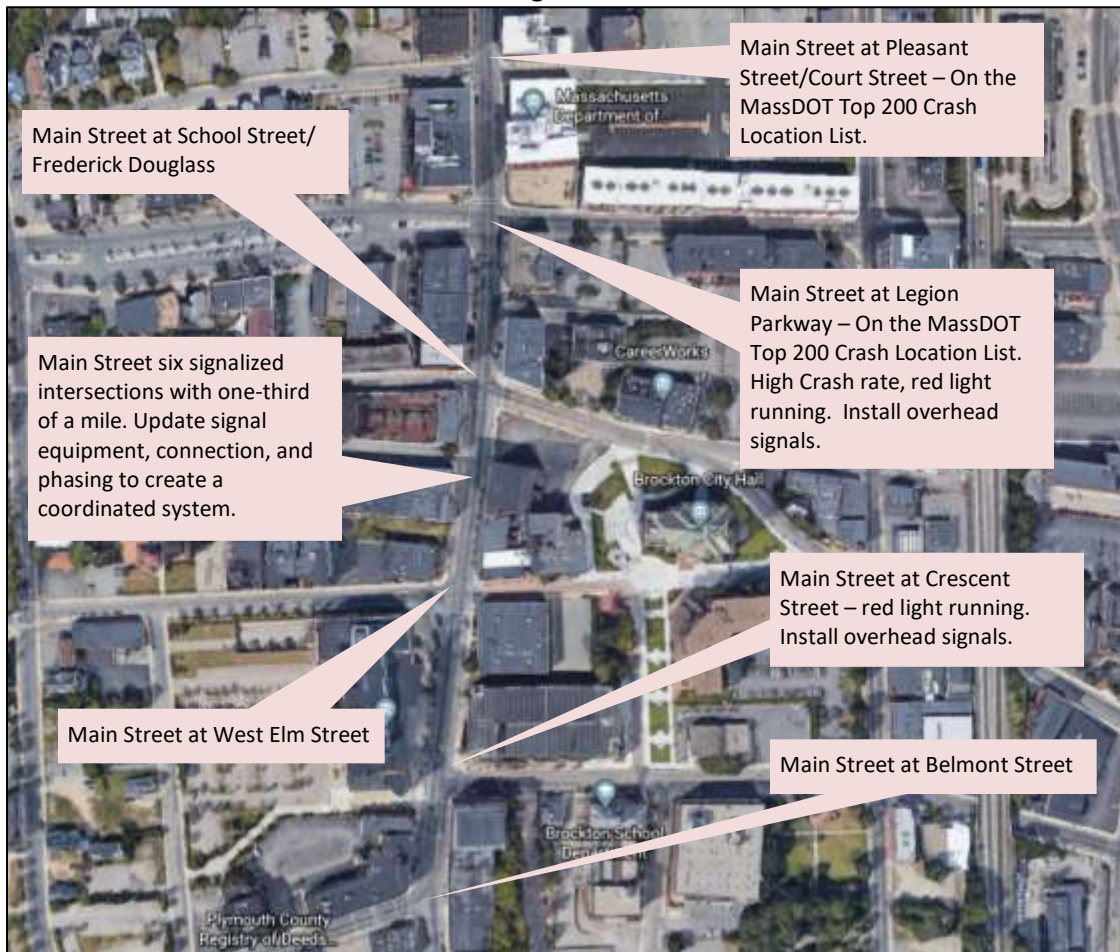 Main Street at Pleasant
Street/Court Street – On the
MassDOT Top 200 Crash
Location List.
Massachusetts
Department of
Main Street at School Street/
Frederick Douglass
Main Street at Legion
Parkway – On the MassDOT
Top 200 Crash Location List.
High Crash rate, red light
running.  Install overhead
signals.
CareerWorks
Main Street six signalized
intersections with one-third
of a mile. Update signal
equipment, connection, and
phasing to create a
coordinated system.
Brockton City Hall
Main Street at Crescent
Street – red light running.
Install overhead signals.
Main Street at West Elm Street
Main Street at Belmont Street
Brockton School
Department
Plymouth County
Registry of Deeds...